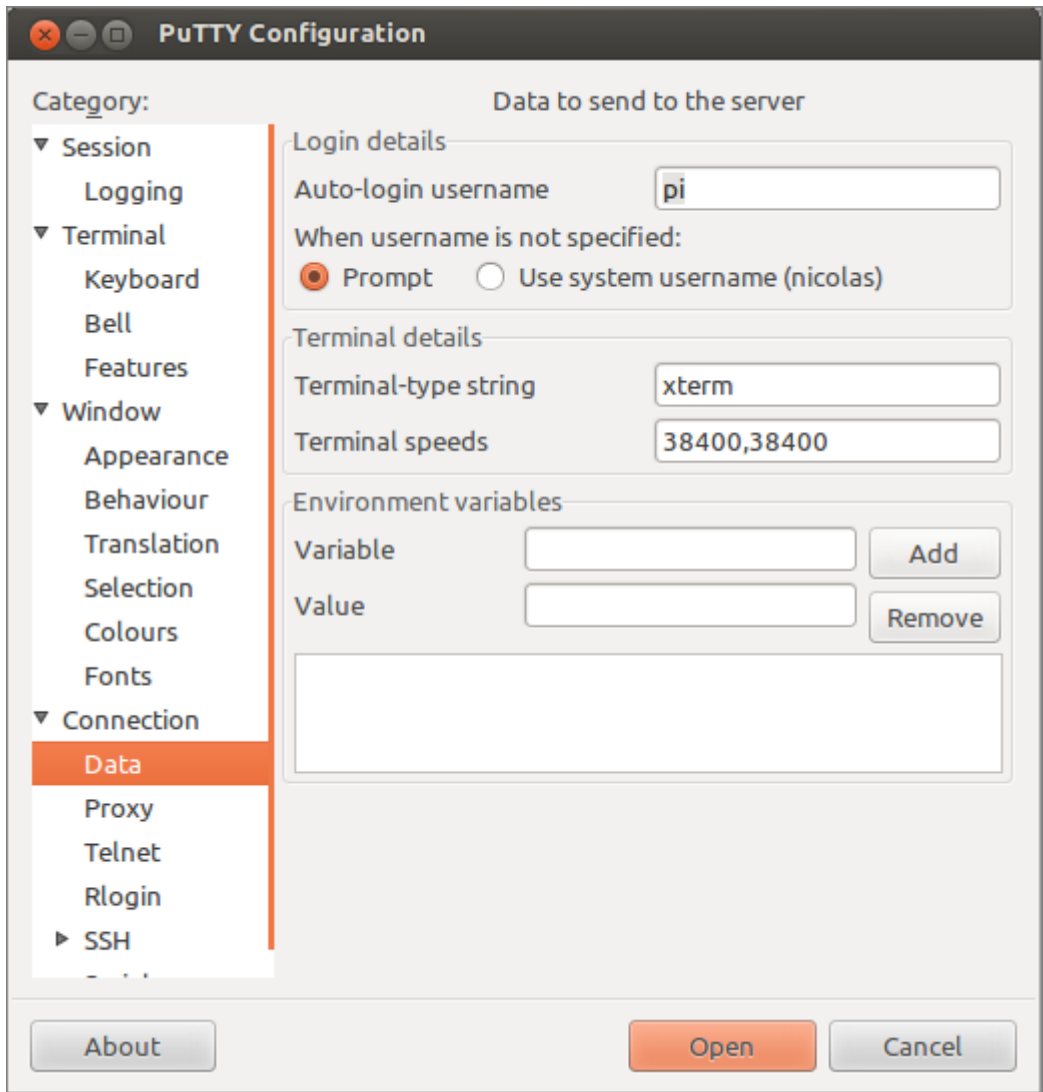 PuTTY Configuration
Category:
Data to send to the server
Session
Logging
Terminal
Keyboard
Bell
Features
Window
Appearance
Behaviour
Translation
Selection
Colours
Fonts
Connection
Data
Proxy
Telnet
Rlogin
SSH
Login details
Auto-login username pi
When username is not specified:
Prompt Use system username (nicolas)
Terminal details
Terminal-type string xterm
Terminal speeds 38400,38400
Environment variables
Variable Add
Value Remove
About Open Cancel